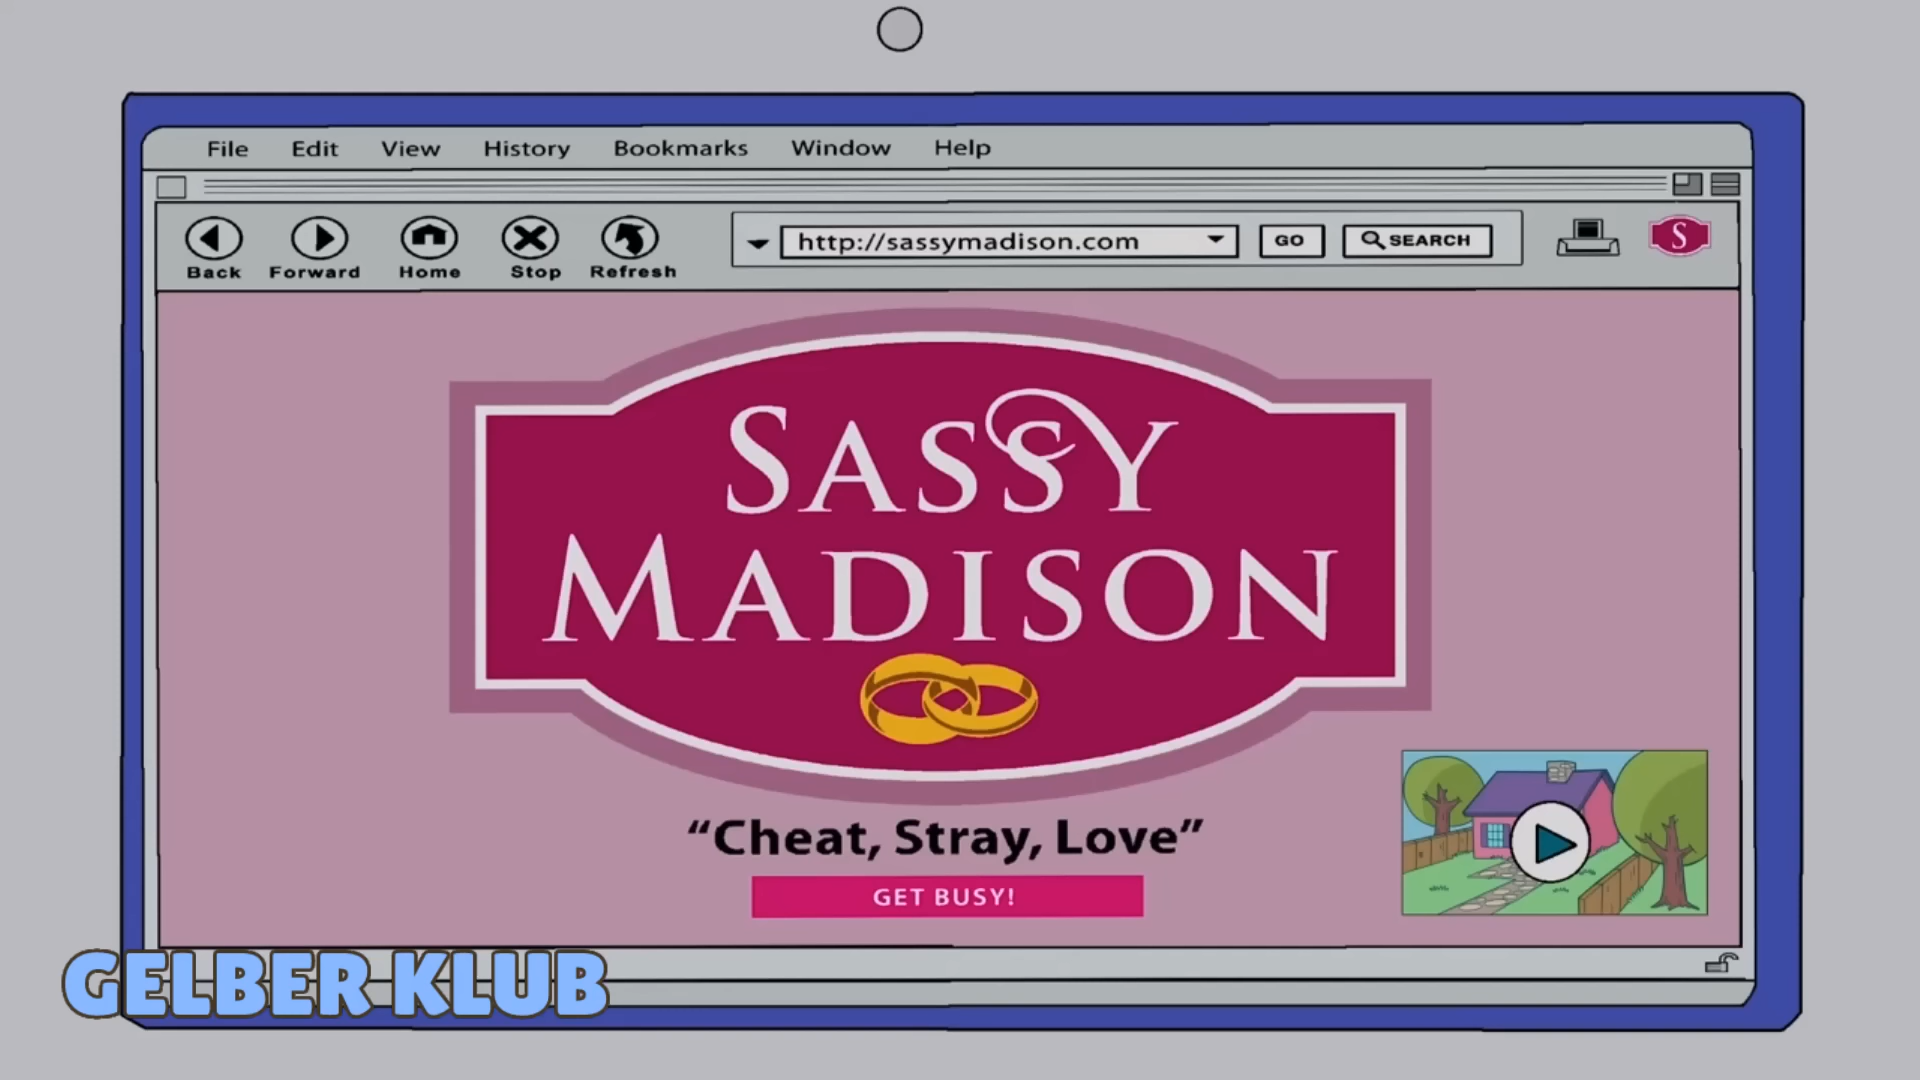 File Edit View History Bookmarks Window Help
Back Forward Home Stop Refresh
http://sassymadison.com
GO
SEARCH
S
SASSY
MADISON
“Cheat, Stray, Love”
GET BUSY!
GELBER KLUB